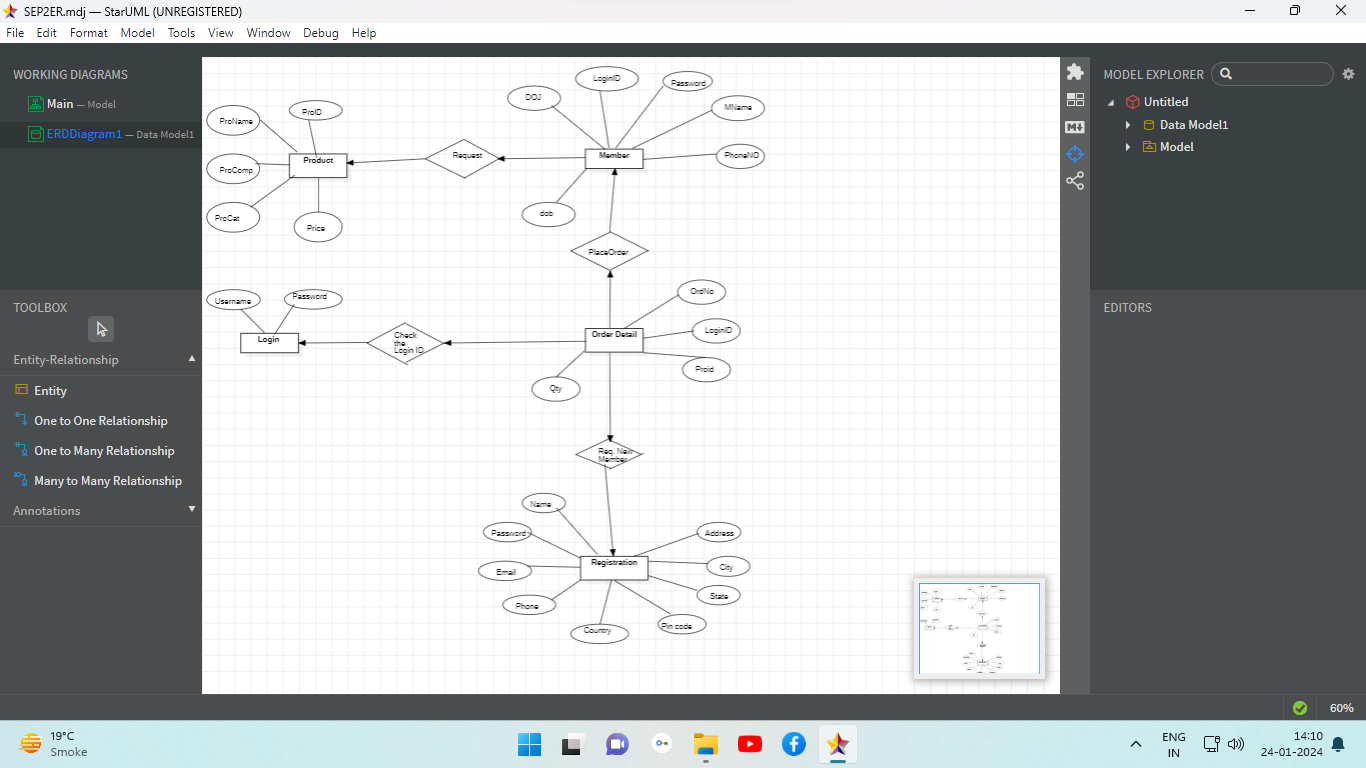 SEP2ER.mdj — StarUML (UNREGISTERED)
File Edit Format Model Tools View Window Debug Help
WORKING DIAGRAMS
Main — Model
ERDDiagram1 — Data Model1
TOOLBOX
Entity-Relationship
Entity
One to One Relationship
One to Many Relationship
Many to Many Relationship
Annotations
ProName
ProID
ProComp
ProCat
Price
Product
Request
DOJ
LoginID
Password
MName
PhoneNO
Member
dob
PlaceOrder
Username
Password
Login
Check
the
Login ID
Order Detail
OrdNo
LoginID
Proid
Qty
Req. New
Member
Name
Password
Email
Phone
Country
Registration
Address
City
State
Pin code
M
MODEL EXPLORER
Untitled
Data Model1
Model
EDITORS
60%
19°C
Smoke
ENG
IN
14:10
24-01-2024